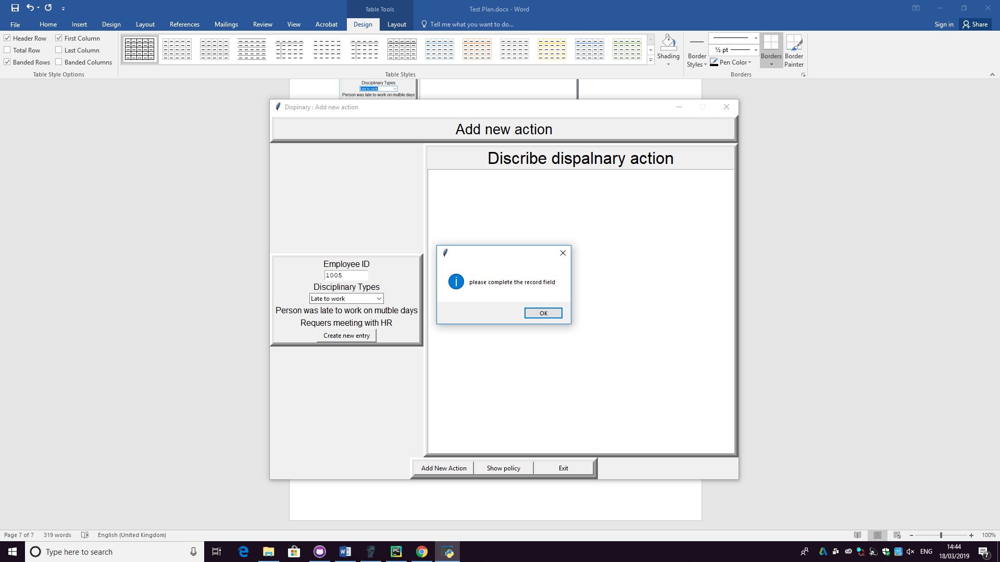 Table Tools
Test Plan.docx - Word
File Home Insert Design Layout References Mailings Review View Acrobat Design Layout Tell me what you want to do... Sign in Share
Header Row First Column
Total Row Last Column
Banded Rows Banded Columns
Table Style Options
Table Styles
Shading
Border Styles
½ pt
Pen Color
Borders
Border Painter
Borders
Disciplinary Types
Late to work
Person was late to work on mutble days
Dispinary : Add new action
Add new action
Discribe dispalnary action
Employee ID
1005
Disciplinary Types
Late to work
Person was late to work on mutble days
Requers meeting with HR
Create new entry
please complete the record field
OK
Add New Action Show policy Exit
Page 7 of 7 319 words English (United Kingdom)
100%
Type here to search
ENG
14:44
18/03/2019
7